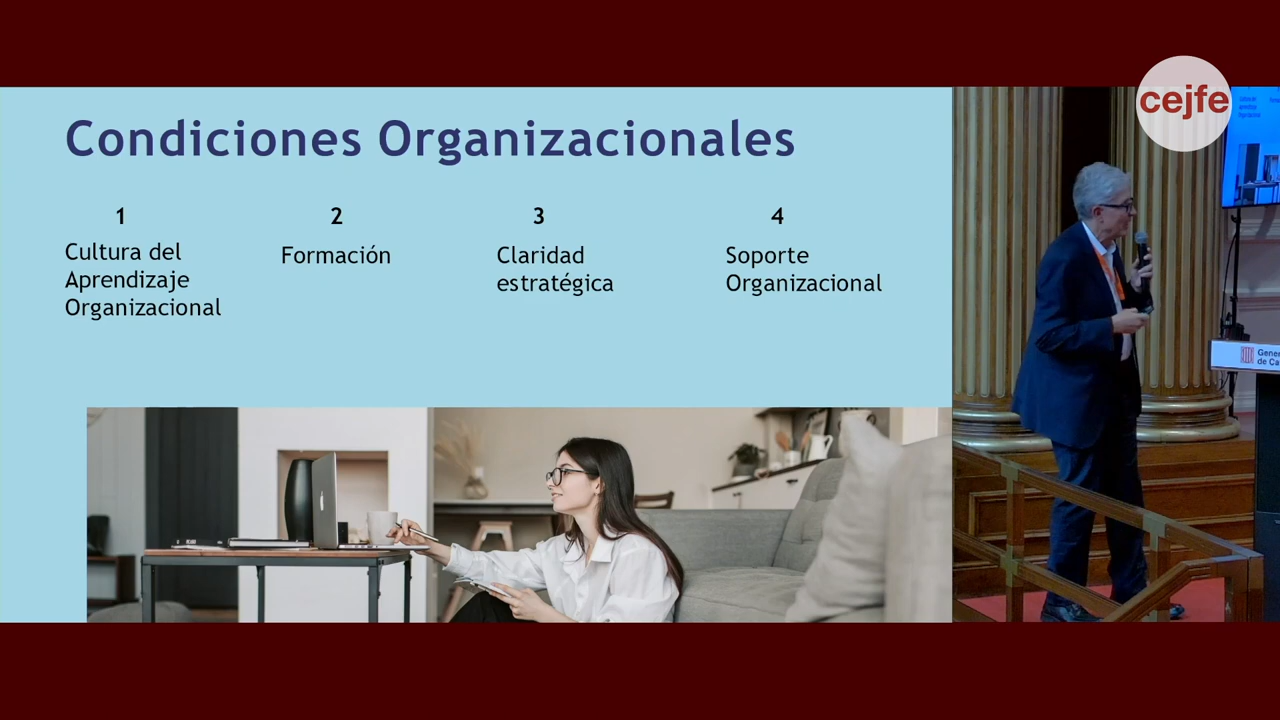 cejfe
Condiciones Organizacionales
1
Cultura del
Aprendizaje
Organizacional
2
Formación
3
Claridad
estratégica
4
Soporte
Organizacional